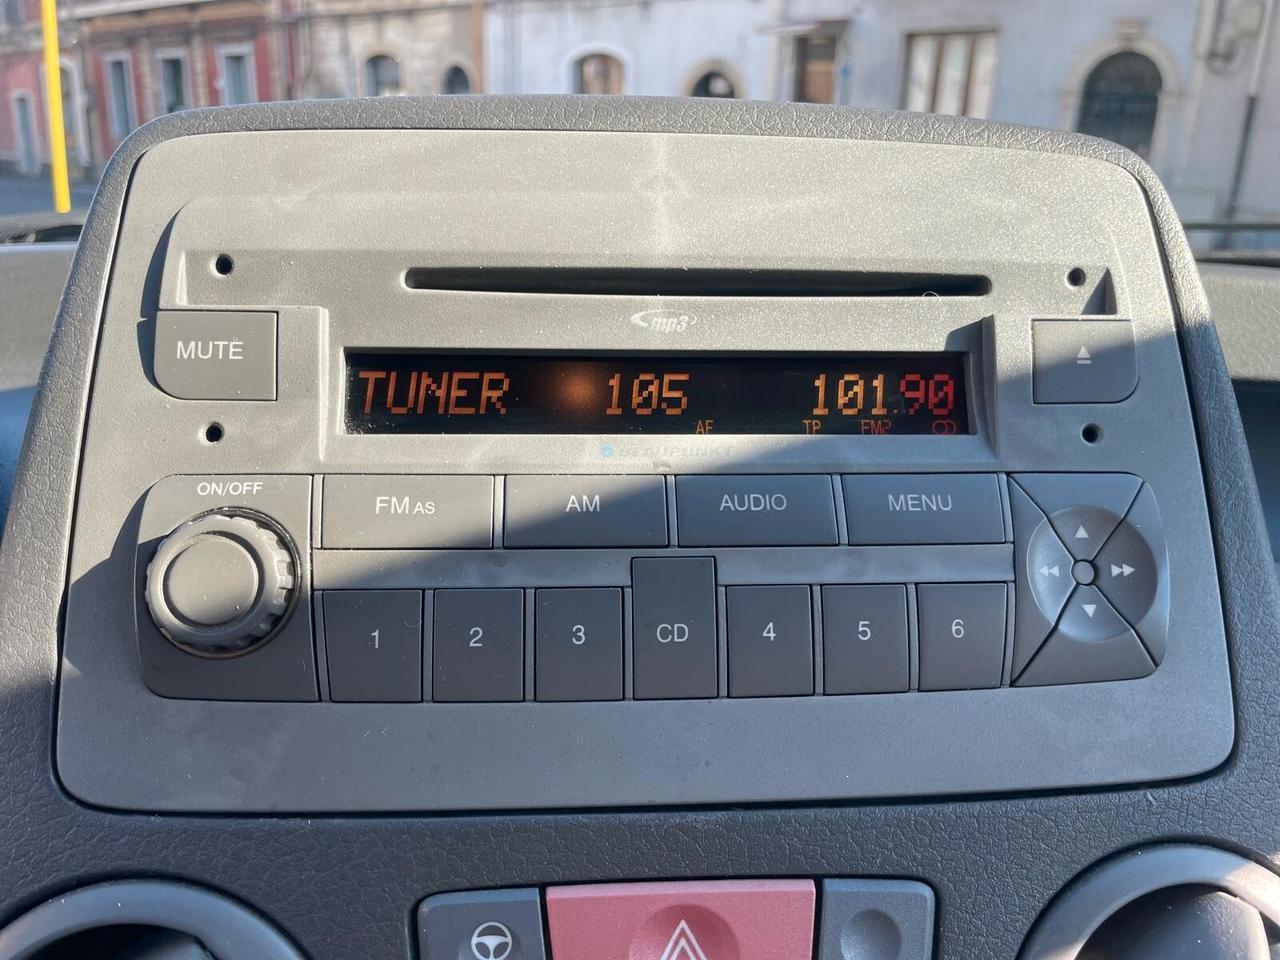 mp3
MUTE
TUNER 105 101.90
AF TP FM2
BLAUPUNKT
ON/OFF
FM AS AM AUDIO MENU
1 2 3 CD 4 5 6